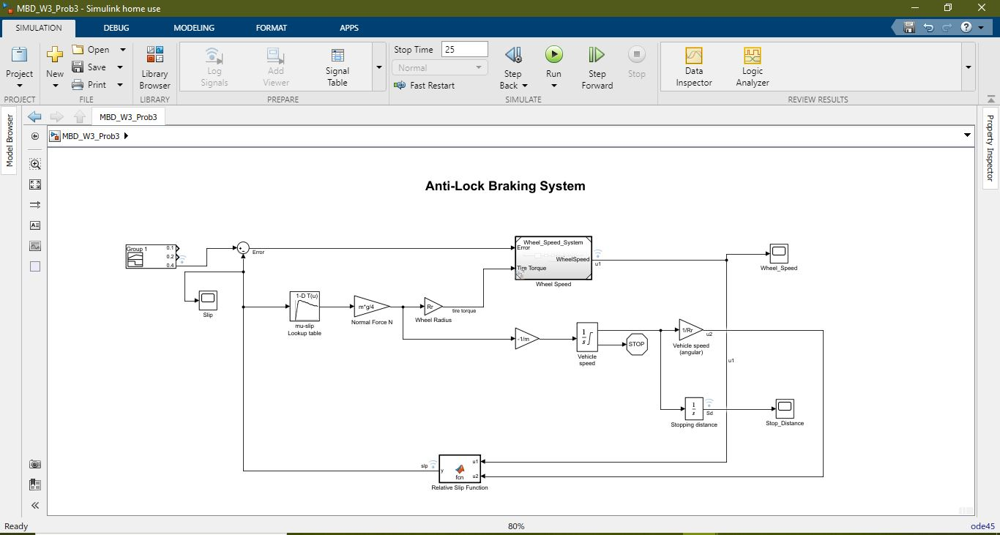 MBD_W3_Prob3 - Simulink home use
SIMULATION DEBUG MODELING FORMAT APPS
Project
New
Open
Save
Print
Library
Browser
Log
Signals
Add
Viewer
Signal
Table
Stop Time 25
Normal
Fast Restart
Step
Back
Run
Step
Forward
Stop
Data
Inspector
Logic
Analyzer
PROJECT FILE LIBRARY PREPARE SIMULATE REVIEW RESULTS
Model Browser
MBD_W3_Prob3
MBD_W3_Prob3
Property Inspector
Anti-Lock Braking System
Group 1
0.1
0.2
0.4
+
-
Error
Wheel_Speed_System
Error
Tire Torque
WheelSpeed
Wheel Speed
u1
Wheel_Speed
Slip
1-D T(u)
mu-slip
Lookup table
m*g/4
Normal Force N
Rr
Wheel Radius
tire torque
-1/m
1
s
Vehicle
speed
STOP
1/Rr
Vehicle speed
(angular)
u2
u1
1
s
Stopping distance
Sd
Stop_Distance
slp
y
fcn
u1
u2
Relative Slip Function
Ready 80% ode45